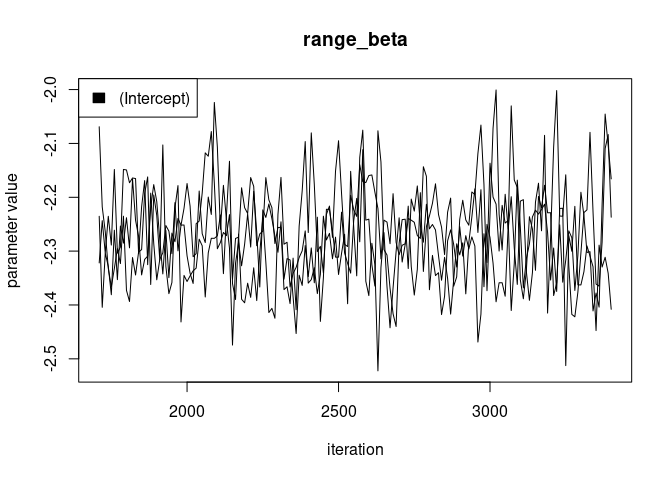 range_beta
(Intercept)
parameter value
-2.0
-2.1
-2.2
-2.3
-2.4
-2.5
2000 2500 3000
iteration